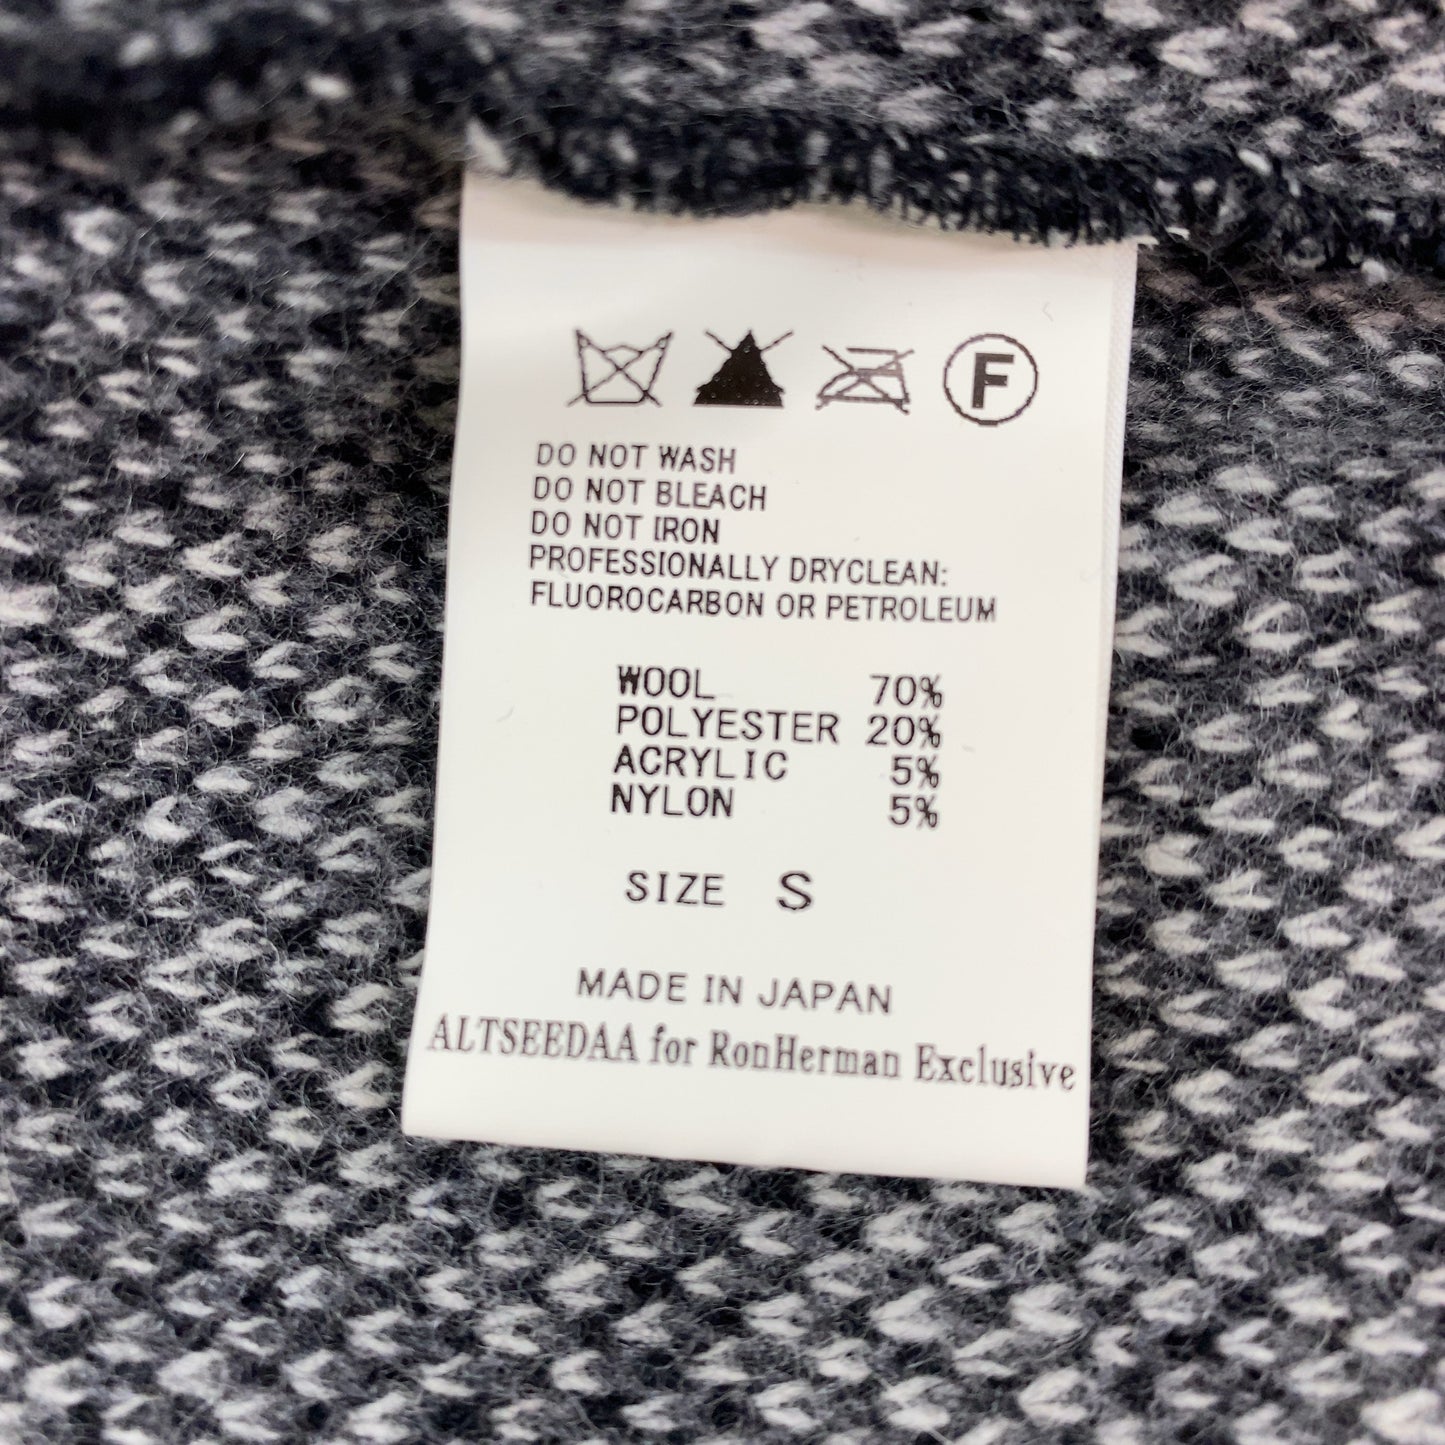 F
DO NOT WASH
DO NOT BLEACH
DO NOT IRON
PROFESSIONALLY DRYCLEAN:
FLUOROCARBON OR PETROLEUM
WOOL 70%
POLYESTER 20%
ACRYLIC 5%
NYLON 5%
SIZE S
MADE IN JAPAN
ALTSEEDAA for RonHerman Exclusive